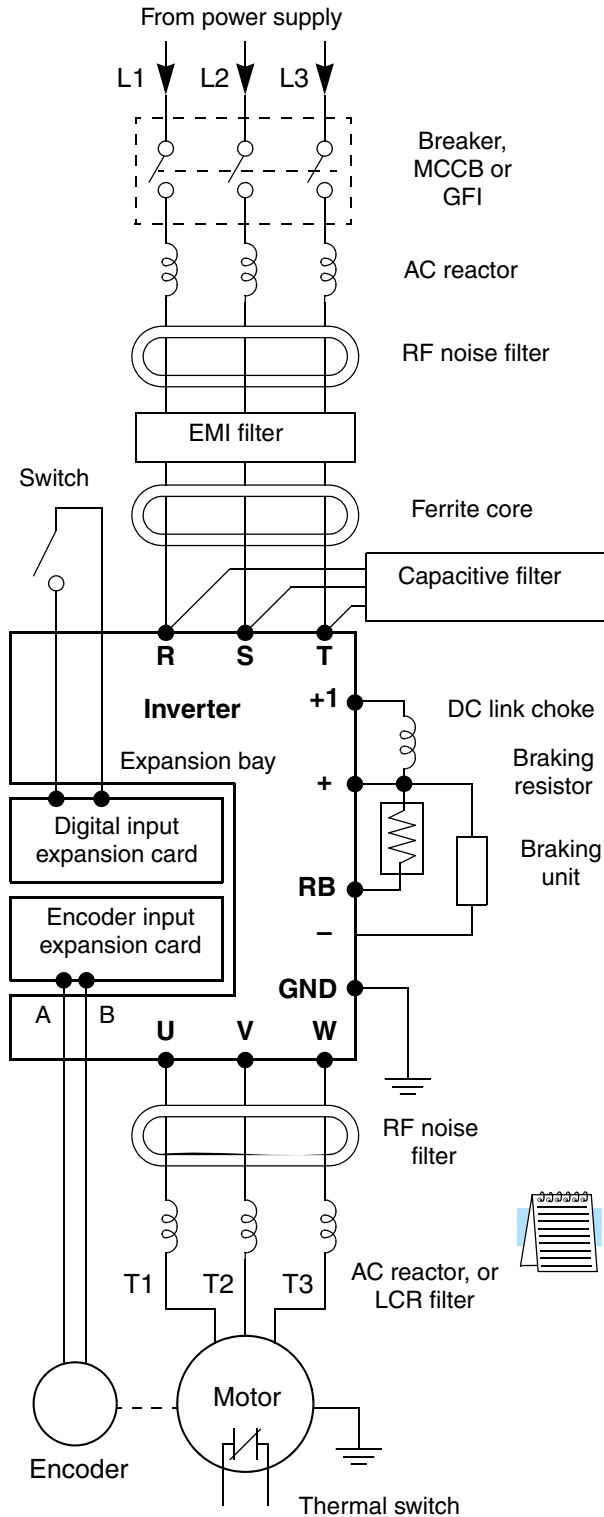 From power supply
L1 L2 L3
Breaker,
MCCB or
GFI
AC reactor
RF noise filter
EMI filter
Switch
Ferrite core
Capacitive filter
R S T
Inverter
+1
DC link choke
Expansion bay
+
Braking
resistor
Digital input
expansion card
Braking
unit
RB
Encoder input
expansion card
–
GND
A B
U V W
RF noise
filter
T1 T2 T3
AC reactor, or
LCR filter
Motor
Encoder
Thermal switch